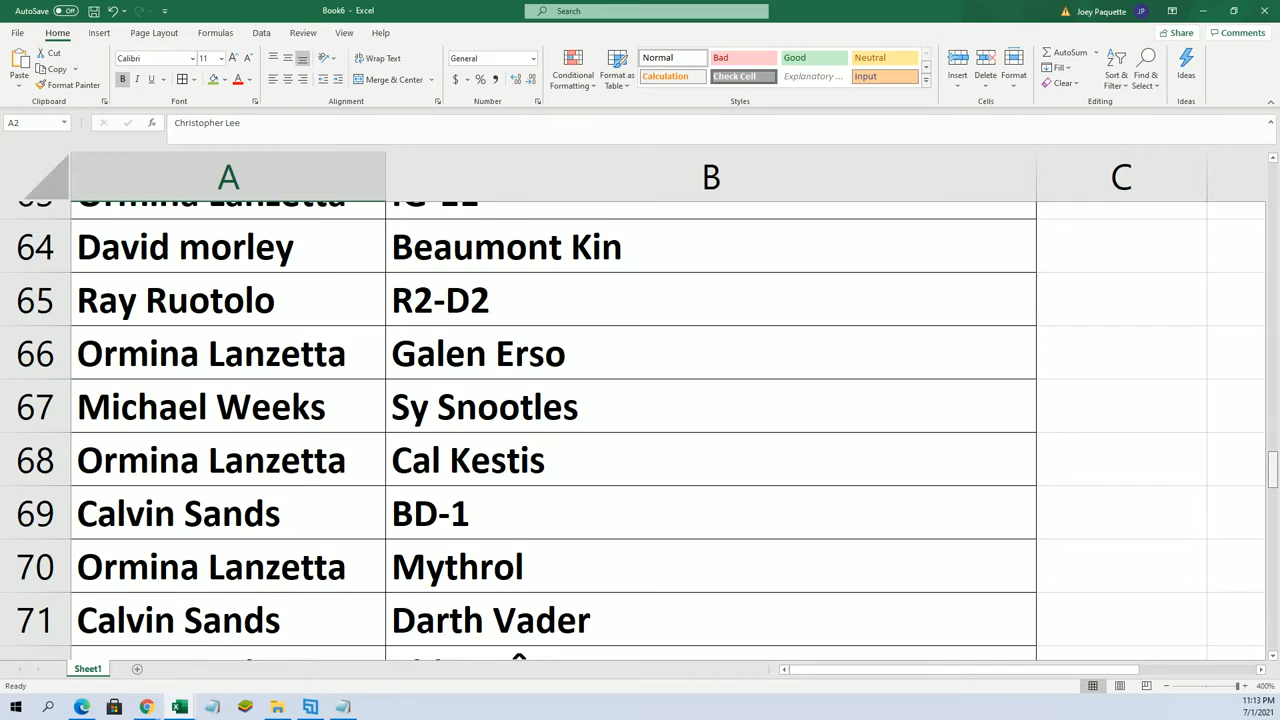 AutoSave Off
Book6 - Excel
Search
Joey Paquette
JP
File Home Insert Page Layout Formulas Data Review View Help
Share Comments
Paste
Cut
Copy
Format Painter
Clipboard
Calibri 11
B I U
Font
Wrap Text
Merge & Center
Alignment
General
$ % ,
Number
Conditional Formatting
Format as Table
Normal Bad Good Neutral
Calculation Check Cell Explanatory ... Input
Styles
Insert Delete Format
Cells
AutoSum
Fill
Clear
Sort & Filter
Find & Select
Editing
Ideas
Ideas
A2 fx Christopher Lee
A B C
64 David morley Beaumont Kin
65 Ray Ruotolo R2-D2
66 Ormina Lanzetta Galen Erso
67 Michael Weeks Sy Snootles
68 Ormina Lanzetta Cal Kestis
69 Calvin Sands BD-1
70 Ormina Lanzetta Mythrol
71 Calvin Sands Darth Vader
Sheet1
Ready
400%
11:13 PM
7/1/2021